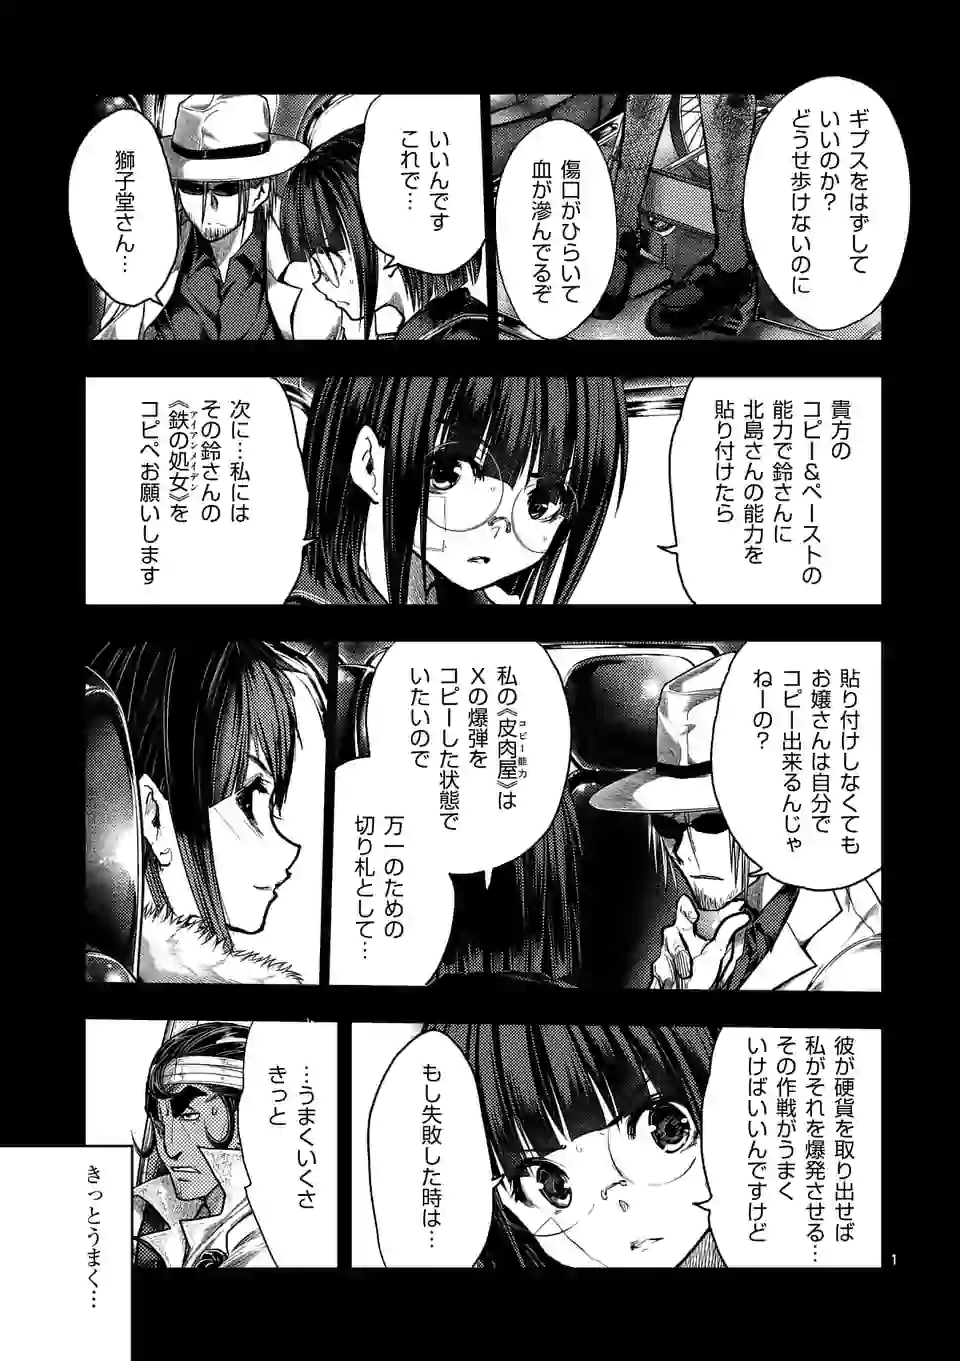 ギプスをはずして
いいのか?
どうせ歩けないのに
傷口がひらいて
血が滲んでるぞ
いいんです
これで…
獅子堂さん…
貴方の
コピー&ペーストの
能力で鈴さんに
北島さんの能力を
貼り付けたら
次に…私には
その鈴さんの
《鉄の処女》を
アイアンメイデン
コピペお願いします
貼り付けしなくても
お嬢さんは自分で
コピー出来るんじゃ
ねーの?
私の《皮肉屋》は
コピー能力
Xの爆弾を
コピーした状態で
いたいので
万一のための
切り札として…
彼が硬貨を取り出せば
私がそれを爆発させる…
その作戦がうまく
いけばいいんですけど
もし失敗した時は…
…うまくいくさ
きっと
きっとうまく…
1